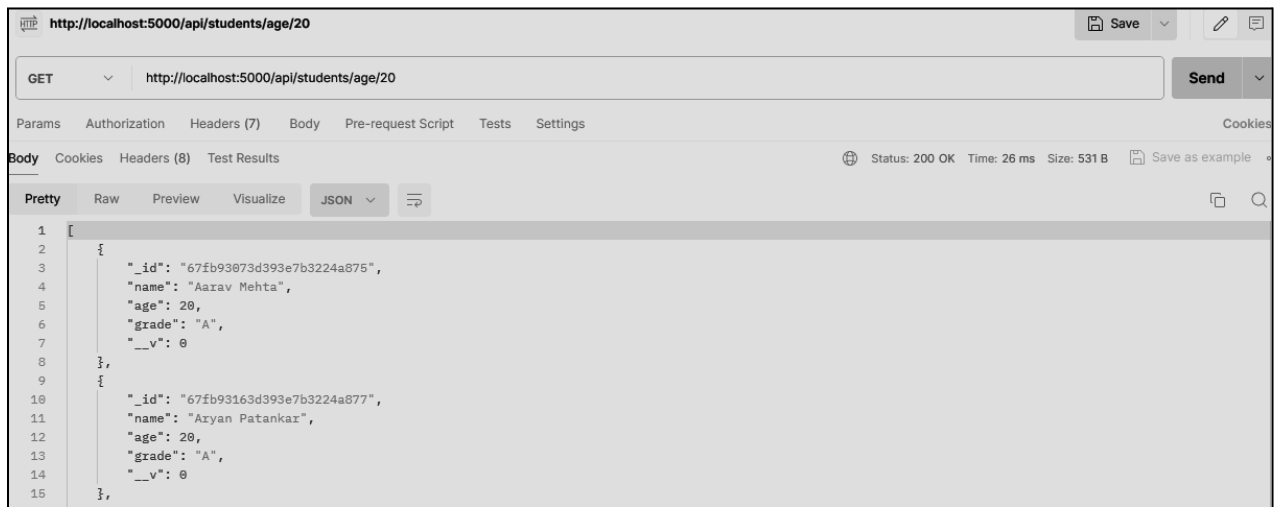 HTTP http://localhost:5000/api/students/age/20 Save
GET http://localhost:5000/api/students/age/20 Send
Params Authorization Headers (7) Body Pre-request Script Tests Settings Cookies
Body Cookies Headers (8) Test Results Status: 200 OK Time: 26 ms Size: 531 B Save as example
Pretty Raw Preview Visualize JSON
1 [
2 {
3 "_id": "67fb93073d393e7b3224a875",
4 "name": "Aarav Mehta",
5 "age": 20,
6 "grade": "A",
7 "__v": 0
8 },
9 {
10 "_id": "67fb93163d393e7b3224a877",
11 "name": "Aryan Patankar",
12 "age": 20,
13 "grade": "A",
14 "__v": 0
15 },